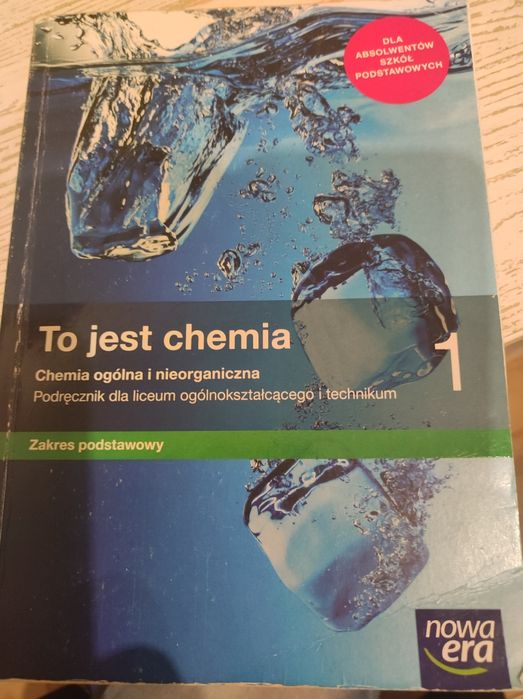 DLA
ABSOLWENTÓW
SZKÓŁ
PODSTAWOWYCH
To jest chemia
1
Chemia ogólna i nieorganiczna
Podręcznik dla liceum ogólnokształcącego i technikum
Zakres podstawowy
nowa
era